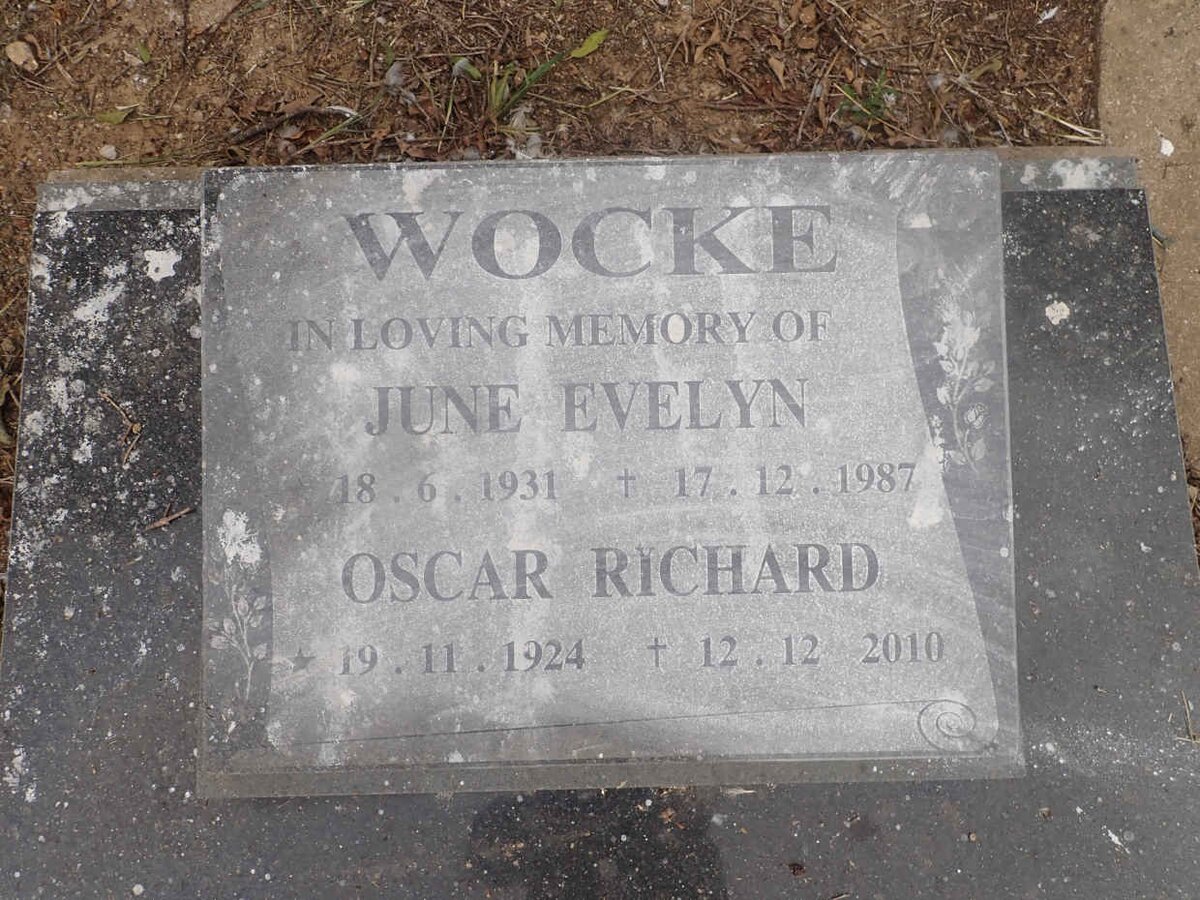 WOCKE
IN LOVING MEMORY OF
JUNE EVELYN
18 . 6 . 1931 † 17 . 12 . 1987
OSCAR RICHARD
★ 19 . 11 . 1924 † 12 . 12 2010